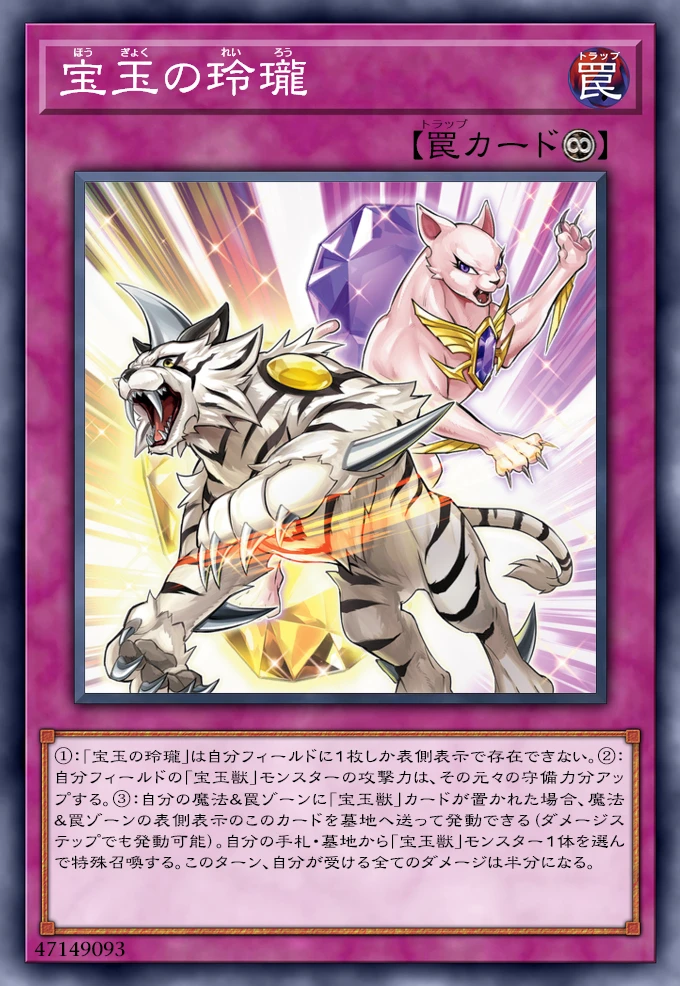 ほう ぎょく れい ろう
宝玉の玲瓏
トラップ
罠
トラップ
【罠カード∞】
①:「宝玉の玲瓏」は自分フィールドに1枚しか表側表示で存在できない。②:
自分フィールドの「宝玉獣」モンスターの攻撃力は、その元々の守備力分アッ
プする。③:自分の魔法&罠ゾーンに「宝玉獣」カードが置かれた場合、魔法
&罠ゾーンの表側表示のこのカードを墓地へ送って発動できる(ダメージス
テップでも発動可能)。自分の手札・墓地から「宝玉獣」モンスター1体を選ん
で特殊召喚する。このターン、自分が受ける全てのダメージは半分になる。
47149093